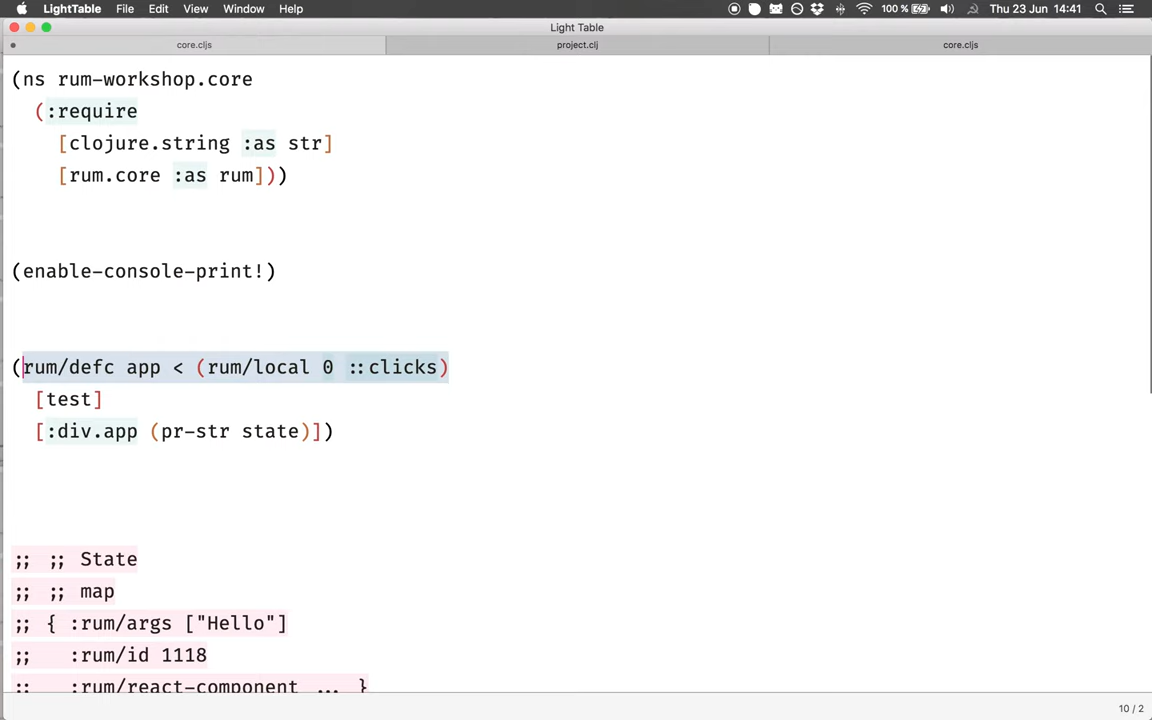 LightTable File Edit View Window Help 100 % Thu 23 Jun 14:41
Light Table
core.cljs project.clj core.cljs
(ns rum-workshop.core
(:require
[clojure.string :as str]
[rum.core :as rum]))
(enable-console-print!)
(rum/defc app < (rum/local 0 ::clicks)
[test]
[:div.app (pr-str state)])
;; ;; State
;; ;; map
;; { :rum/args ["Hello"]
;; :rum/id 1118
;; :rum/react-component ... }
10 / 2